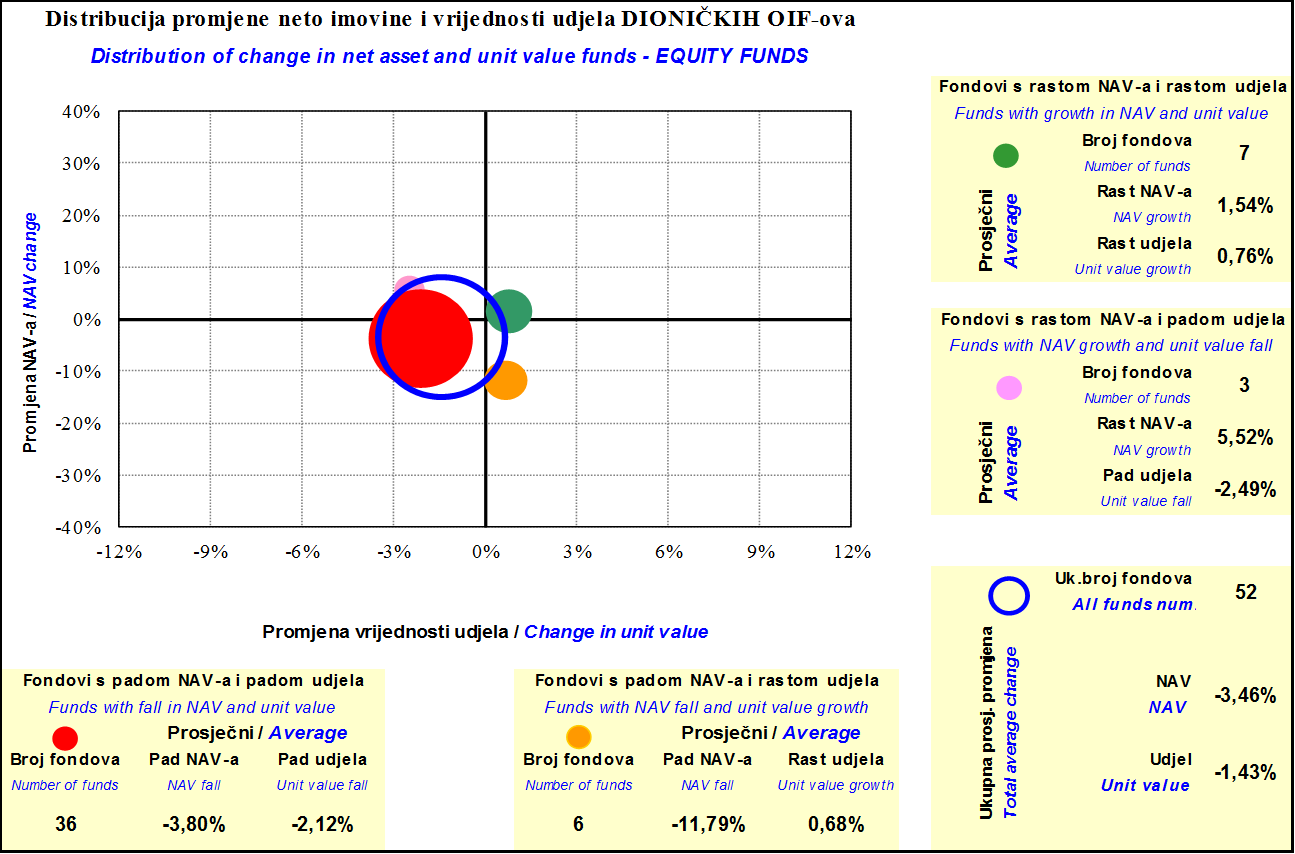 Distribucija promjene neto imovine i vrijednosti udjela DIONIČKIH OIF-ova
Distribution of change in net asset and unit value funds - EQUITY FUNDS
Promjena NAV-a / NAV change
40%
30%
20%
10%
0%
-10%
-20%
-30%
-40%
-12% -9% -6% -3% 0% 3% 6% 9% 12%
Promjena vrijednosti udjela / Change in unit value
Fondovi s rastom NAV-a i rastom udjela
Funds with growth in NAV and unit value
Prosječni
Average
Broj fondova
Number of funds
7
Rast NAV-a
NAV growth
1,54%
Rast udjela
Unit value growth
0,76%
Fondovi s rastom NAV-a i padom udjela
Funds with NAV growth and unit value fall
Prosječni
Average
Broj fondova
Number of funds
3
Rast NAV-a
NAV growth
5,52%
Pad udjela
Unit value fall
-2,49%
Ukupna prosj. promjena
Total average change
Uk.broj fondova
All funds num.
52
NAV
NAV
-3,46%
Udjel
Unit value
-1,43%
Fondovi s padom NAV-a i padom udjela
Funds with fall in NAV and unit value
Prosječni / Average
Broj fondova Pad NAV-a Pad udjela
Number of funds NAV fall Unit value fall
36 -3,80% -2,12%
Fondovi s padom NAV-a i rastom udjela
Funds with NAV fall and unit value growth
Prosječni / Average
Broj fondova Pad NAV-a Rast udjela
Number of funds NAV fall Unit value growth
6 -11,79% 0,68%